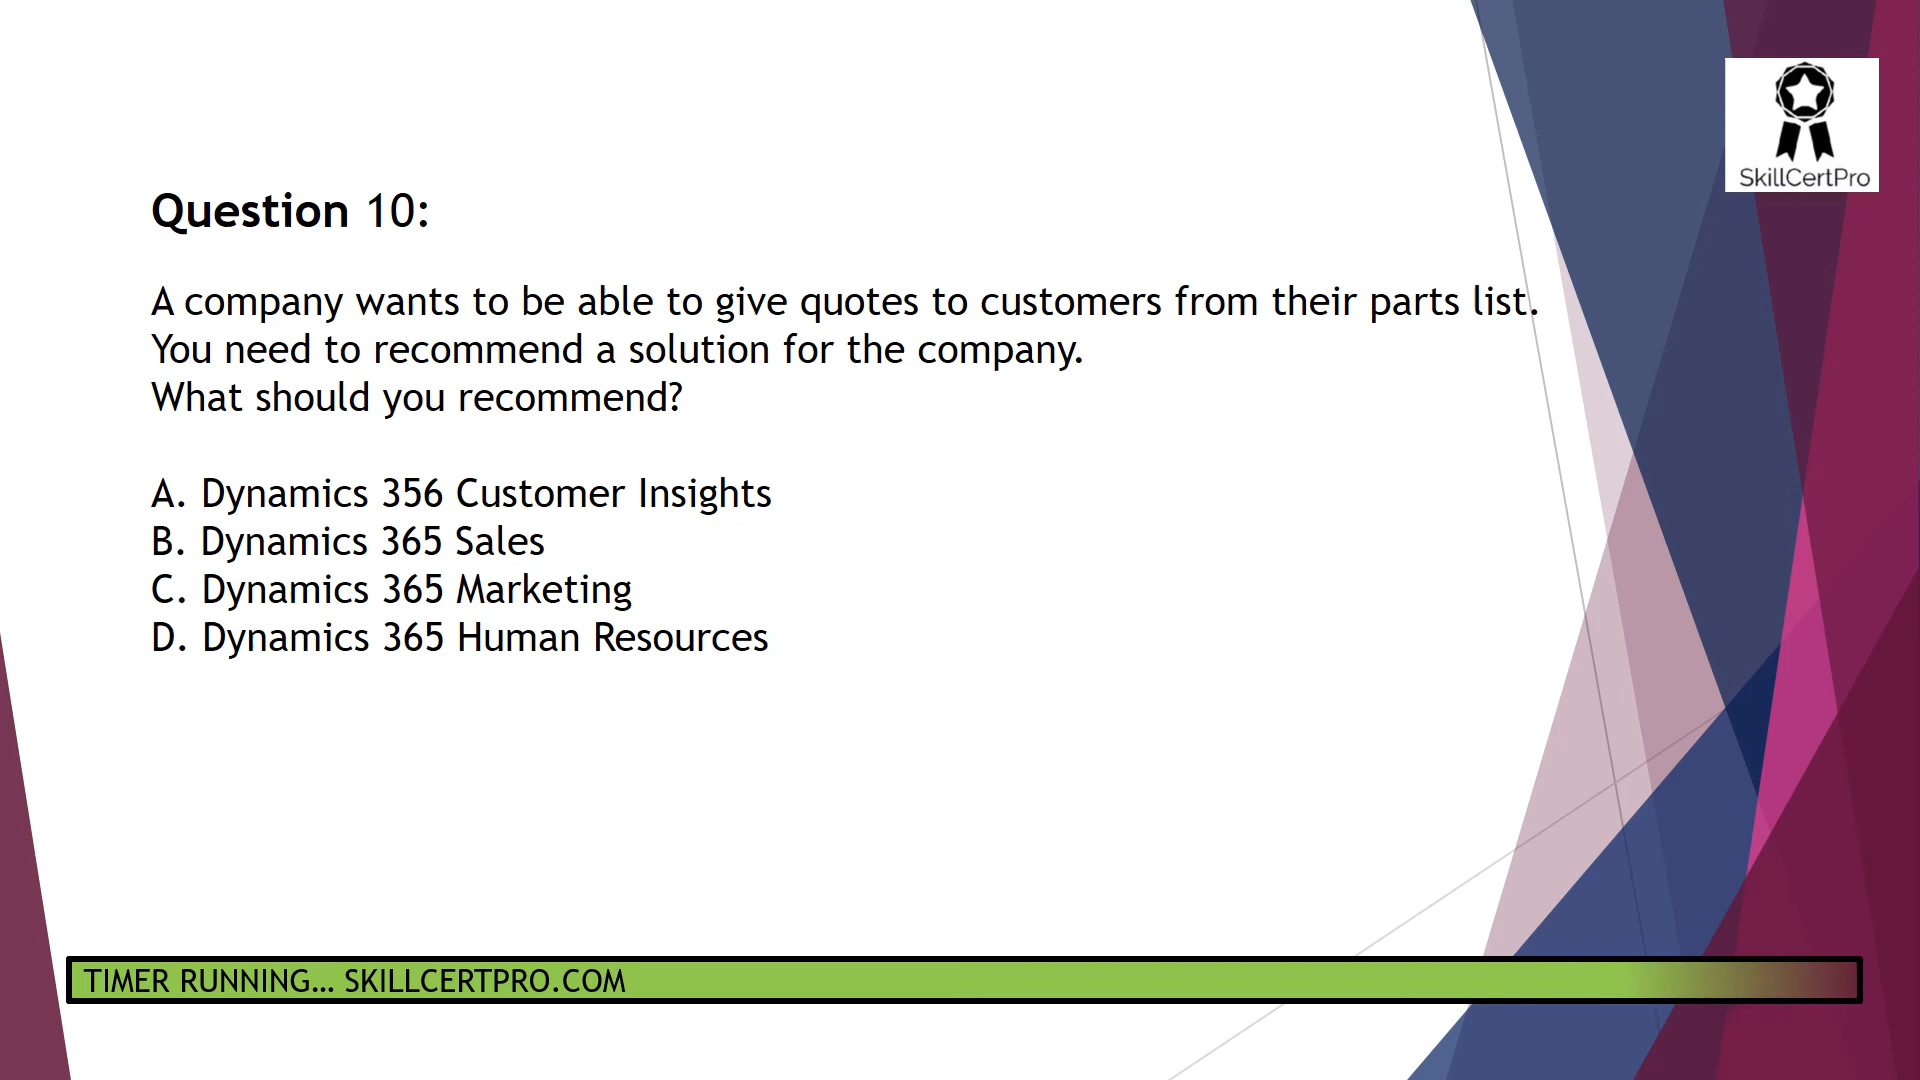 SkillCertPro
Question 10:
A company wants to be able to give quotes to customers from their parts list.
You need to recommend a solution for the company.
What should you recommend?
A. Dynamics 356 Customer Insights
B. Dynamics 365 Sales
C. Dynamics 365 Marketing
D. Dynamics 365 Human Resources
TIMER RUNNING... SKILLCERTPRO.COM